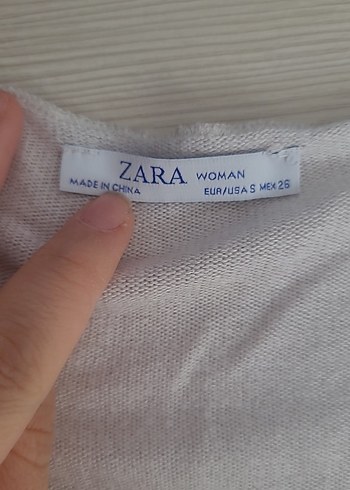 ZARA WOMAN
MADE IN CHINA EUR/USA S MEX 26